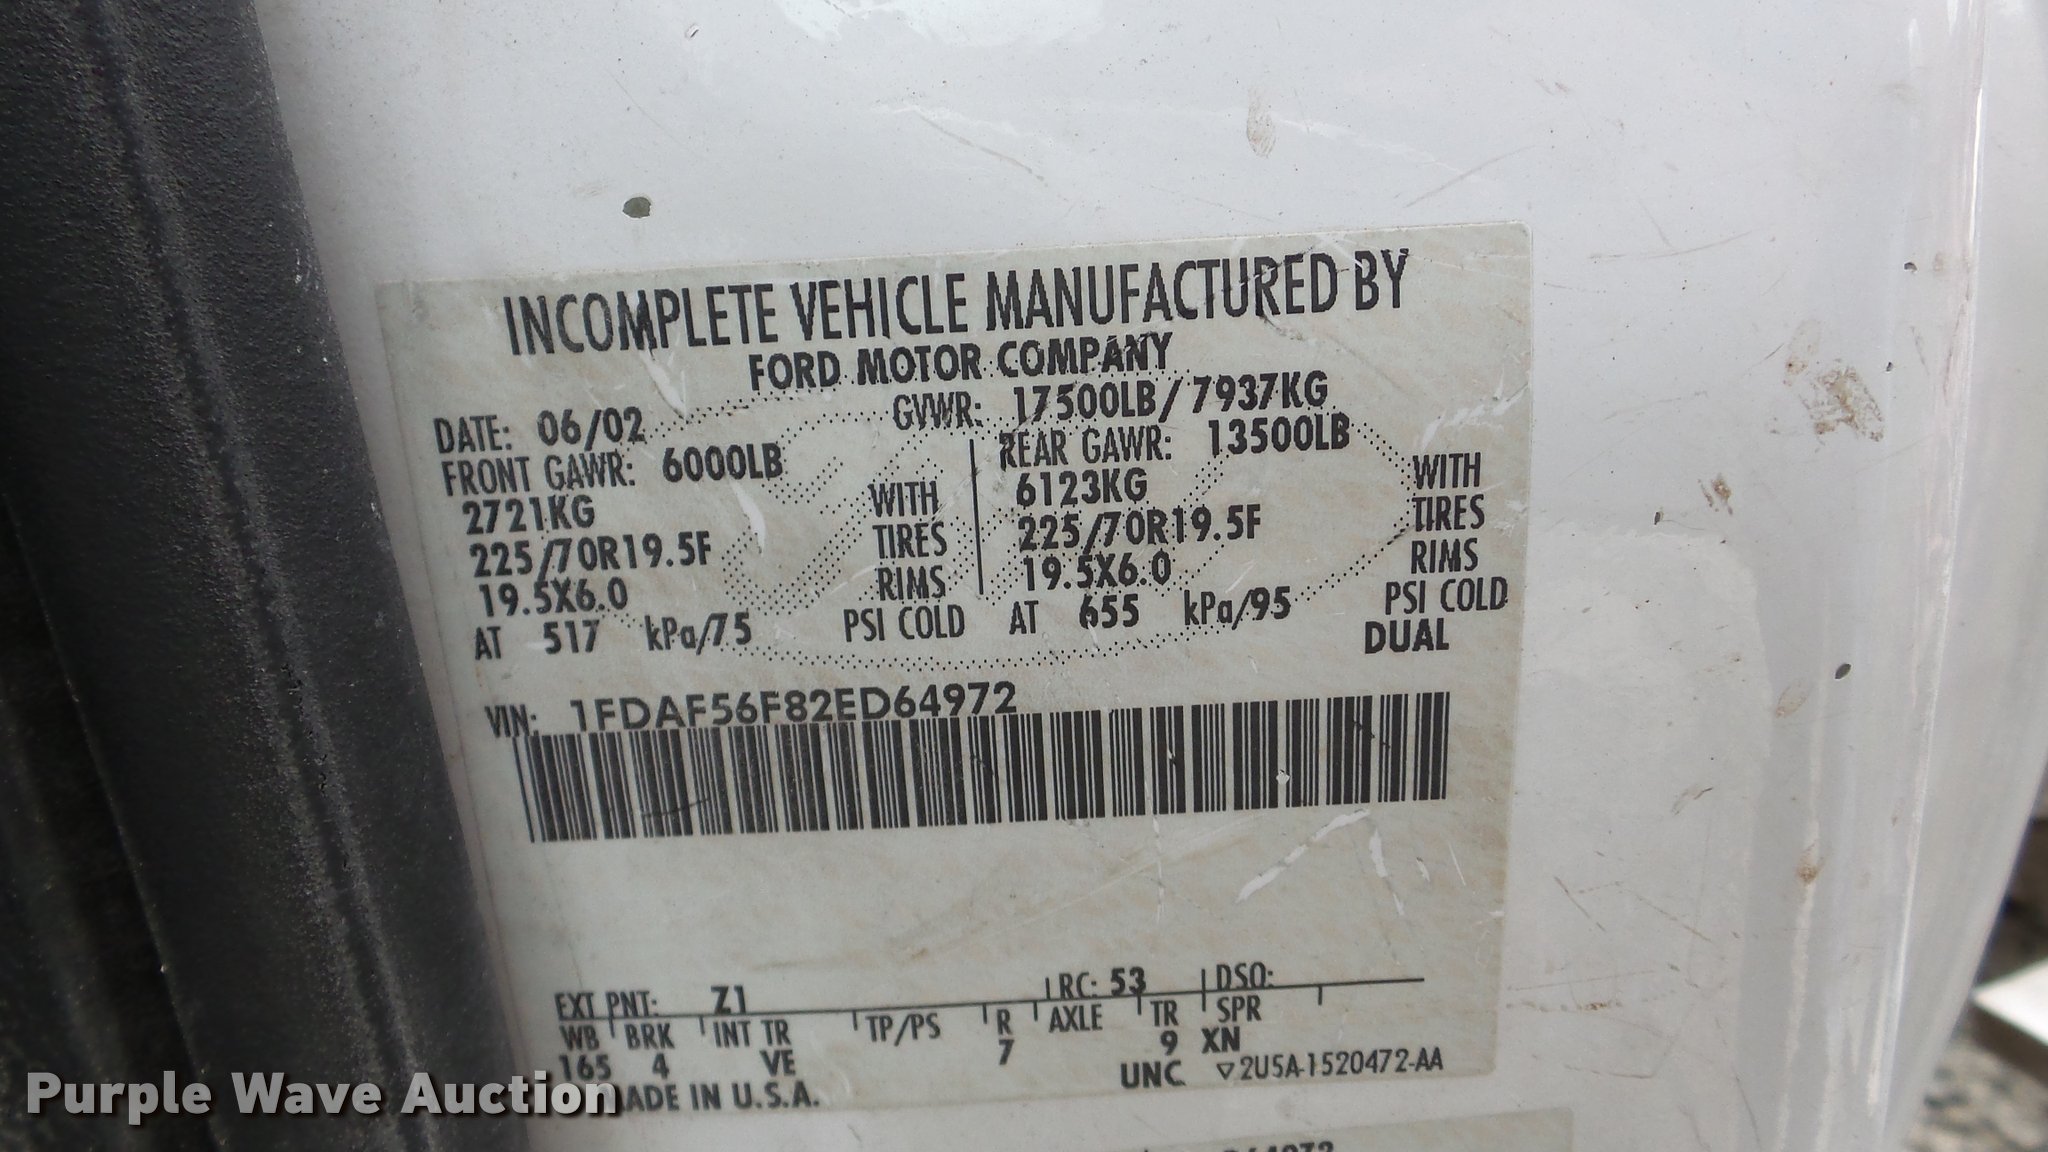 INCOMPLETE VEHICLE MANUFACTURED BY
FORD MOTOR COMPANY
DATE: 06/02 GVWR: 17500LB/7937KG
FRONT GAWR: 6000LB REAR GAWR: 13500LB
2721KG WITH 6123KG WITH
225/70R19.5F TIRES 225/70R19.5F TIRES
19.5X6.0 RIMS 19.5X6.0 RIMS
AT 517 kPa/75 PSI COLD AT 655 kPa/95 PSI COLD
DUAL
VIN: 1FDAF56F82ED64972
EXT PNT: Z1 RC: 53 DSO:
WB BRK INT TR TP/PS R AXLE TR SPR
165 4 VE 7 9 XN
UNC ▽2U5A-1520472-AA
MADE IN U.S.A.
Purple Wave Auction